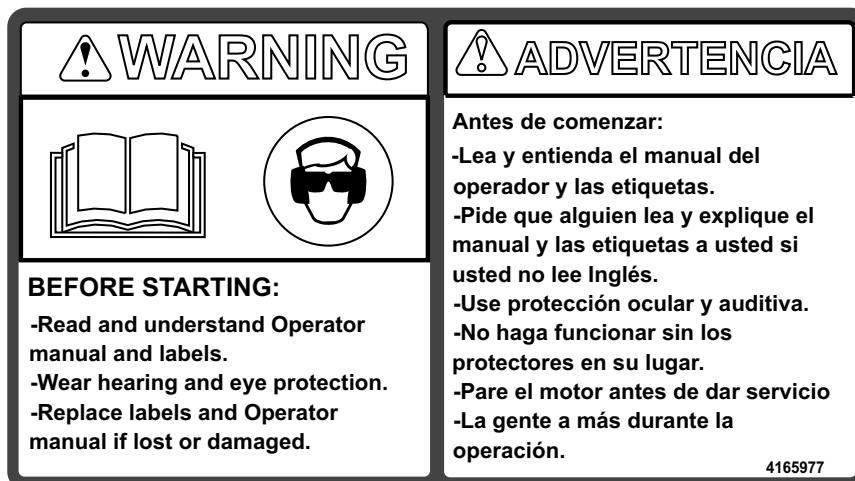 WARNING
BEFORE STARTING:
-Read and understand Operator
manual and labels.
-Wear hearing and eye protection.
-Replace labels and Operator
manual if lost or damaged.
ADVERTENCIA
Antes de comenzar:
-Lea y entienda el manual del
operador y las etiquetas.
-Pide que alguien lea y explique el
manual y las etiquetas a usted si
usted no lee Inglés.
-Use protección ocular y auditiva.
-No haga funcionar sin los
protectores en su lugar.
-Pare el motor antes de dar servicio
-La gente a más durante la
operación.
4165977